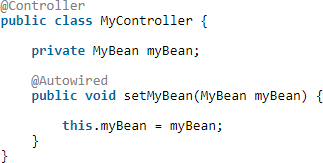 @Controller
public class MyController {
private MyBean myBean;
@Autowired
public void setMyBean(MyBean myBean) {
this.myBean = myBean;
}
}